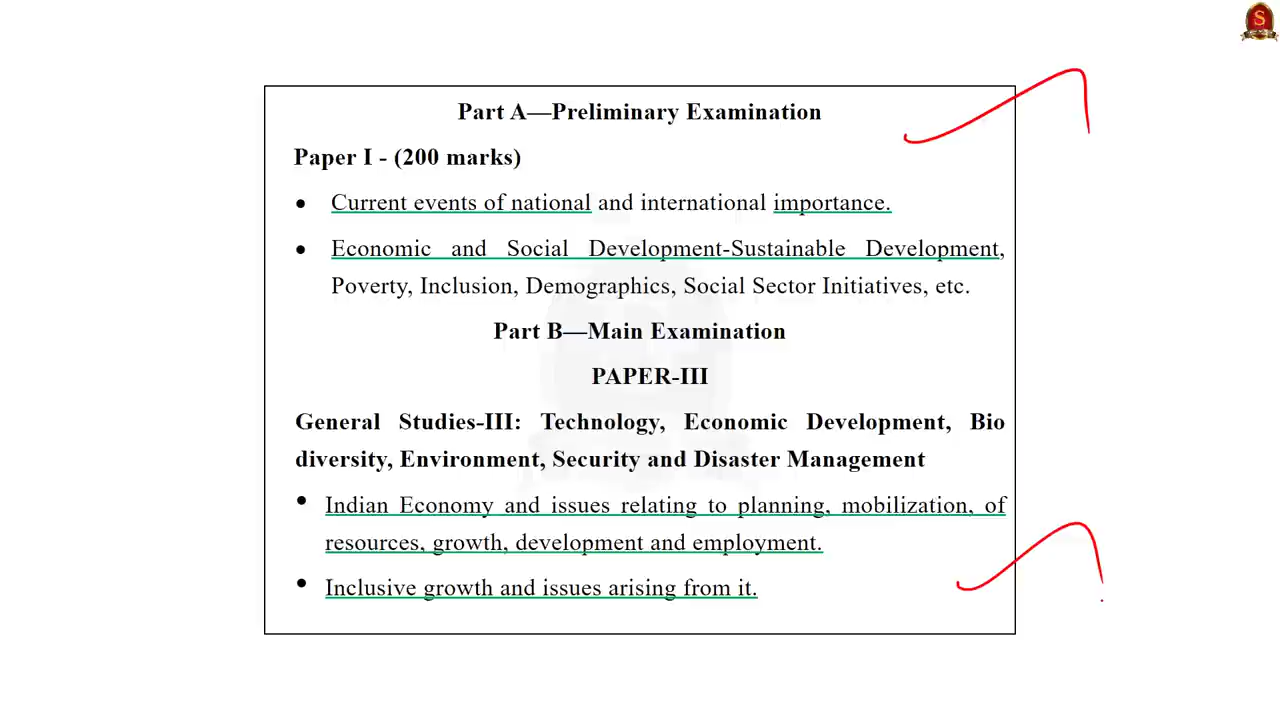 S
Part A—Preliminary Examination
Paper I - (200 marks)
• Current events of national and international importance.
• Economic and Social Development-Sustainable Development,
Poverty, Inclusion, Demographics, Social Sector Initiatives, etc.
Part B—Main Examination
PAPER-III
General Studies-III: Technology, Economic Development, Bio
diversity, Environment, Security and Disaster Management
• Indian Economy and issues relating to planning, mobilization, of
resources, growth, development and employment.
• Inclusive growth and issues arising from it.